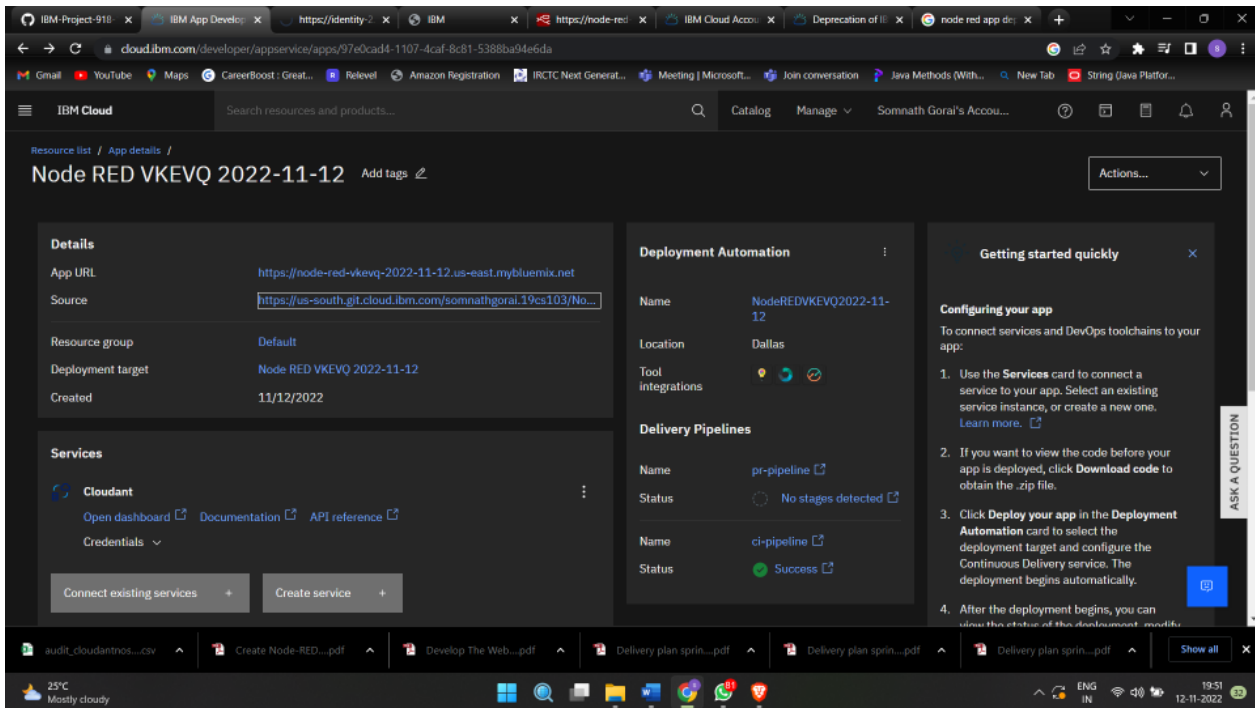 IBM-Project-918-
IBM App Develop
https://identity-2.
IBM
https://node-red
IBM Cloud Accou
Deprecation of IB
node red app dep
cloud.ibm.com/developer/appservice/apps/97e0cad4-1107-4caf-8c81-5388ba94e6da
Gmail YouTube Maps CareerBoost : Great... Relevel Amazon Registration IRCTC Next Generat... Meeting | Microsoft... Join conversation Java Methods (With... New Tab String (Java Platfor...
IBM Cloud Search resources and products... Catalog Manage Somnath Gorai's Accou...
Resource list / App details /
Node RED VKEVQ 2022-11-12 Add tags
Actions...
Details
App URL https://node-red-vkevq-2022-11-12.us-east.mybluemix.net
Source https://us-south.git.cloud.ibm.com/somnathgorai.19cs103/No...
Resource group Default
Deployment target Node RED VKEVQ 2022-11-12
Created 11/12/2022
Services
Cloudant
Open dashboard Documentation API reference
Credentials
Connect existing services + Create service +
Deployment Automation
Name NodeREDVKEVQ2022-11-
12
Location Dallas
Tool
integrations
Delivery Pipelines
Name pr-pipeline
Status No stages detected
Name ci-pipeline
Status Success
Getting started quickly
Configuring your app
To connect services and DevOps toolchains to your
app:
1. Use the Services card to connect a
service to your app. Select an existing
service instance, or create a new one.
Learn more.
2. If you want to view the code before your
app is deployed, click Download code to
obtain the .zip file.
3. Click Deploy your app in the Deployment
Automation card to select the
deployment target and configure the
Continuous Delivery service. The
deployment begins automatically.
4. After the deployment begins, you can
view the status of the deployment, modify
ASK A QUESTION
audit_cloudantnos....csv Create Node-RED....pdf Develop The Web....pdf Delivery plan sprin....pdf Delivery plan sprin....pdf Delivery plan sprin....pdf Show all
25°C
Mostly cloudy
81
ENG
IN
19:51
12-11-2022
32